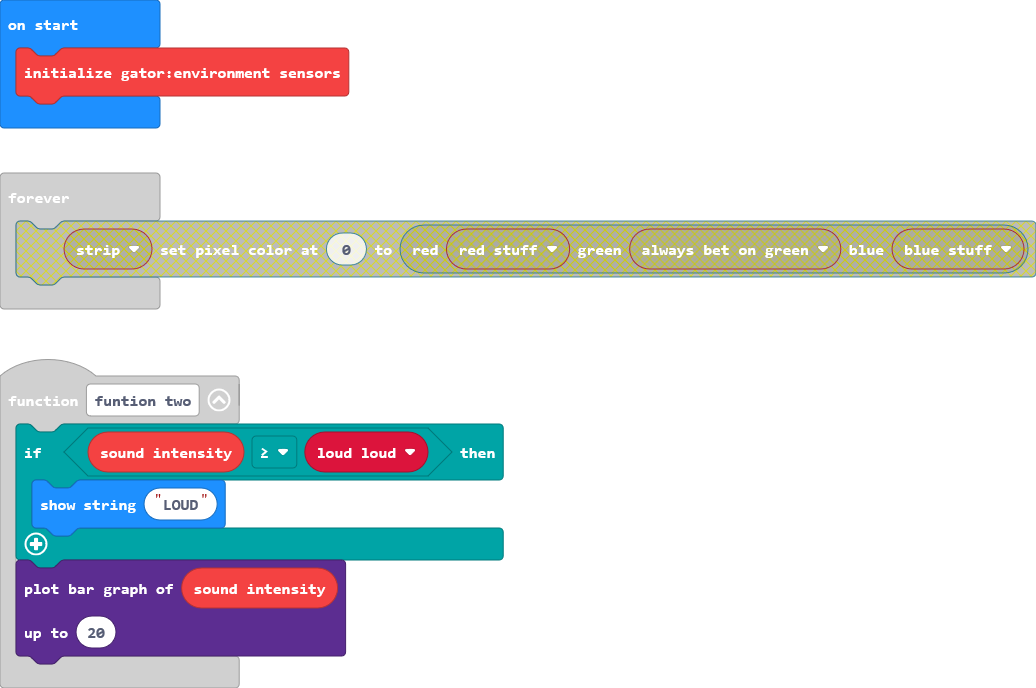 on start
initialize gator:environment sensors
forever
strip set pixel color at 0 to red red stuff green always bet on green blue blue stuff
function funtion two
if sound intensity ≥ loud loud then
show string "LOUD"
plot bar graph of sound intensity
up to 20